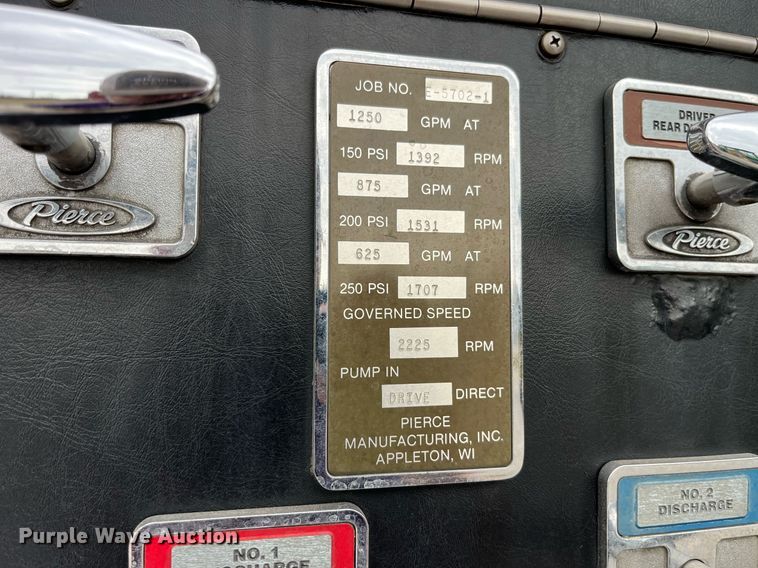 JOB NO. E-5702-1
1250 GPM AT
150 PSI 1392 RPM
875 GPM AT
200 PSI 1531 RPM
625 GPM AT
250 PSI 1707 RPM
GOVERNED SPEED
2225 RPM
PUMP IN
DRIVE DIRECT
PIERCE
MANUFACTURING, INC.
APPLETON, WI
Pierce
DRIVER
REAR
Pierce
NO. 2
DISCHARGE
NO. 1
Purple Wave Auction